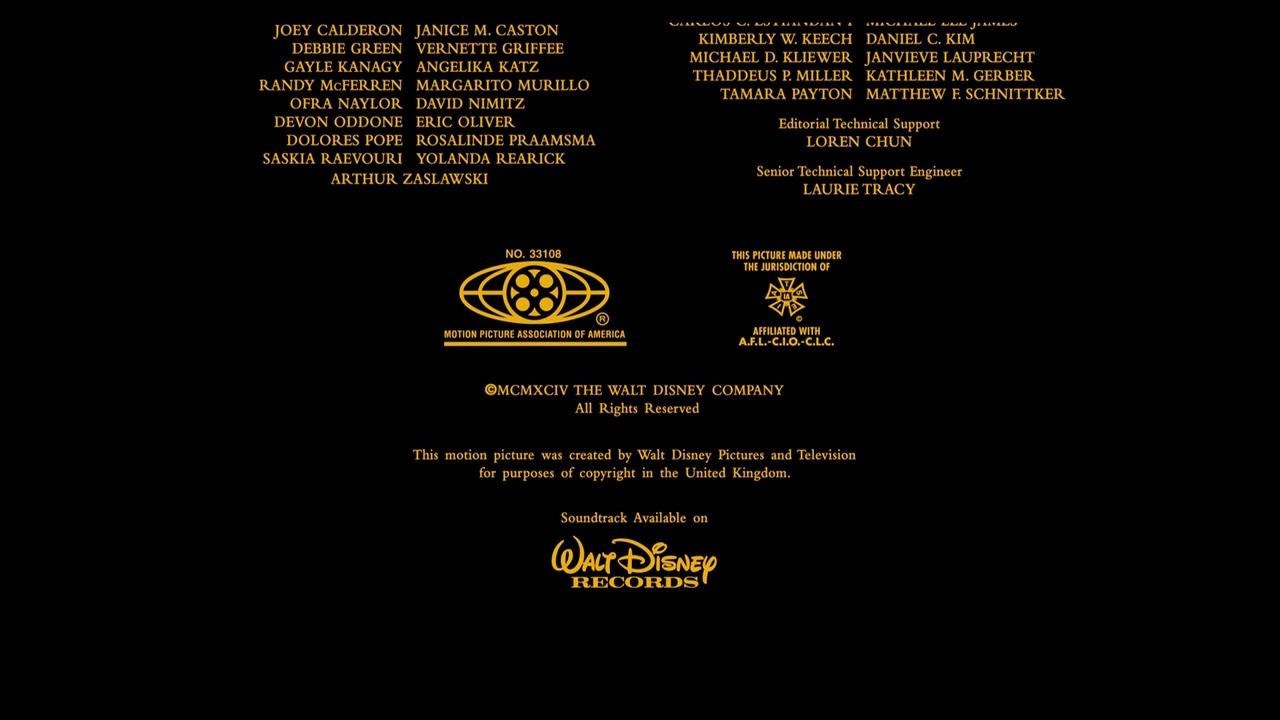 JOEY CALDERON JANICE M. CASTON
DEBBIE GREEN VERNETTE GRIFFEE
GAYLE KANAGY ANGELIKA KATZ
RANDY McFERREN MARGARITO MURILLO
OFRA NAYLOR DAVID NIMITZ
DEVON ODDONE ERIC OLIVER
DOLORES POPE ROSALINDE PRAAMSMA
SASKIA RAEVOURI YOLANDA REARICK
ARTHUR ZASLAWSKI
MICHAEL LEE JAMES
KIMBERLY W. KEECH DANIEL C. KIM
MICHAEL D. KLIEWER JANVIEVE LAUPRECHT
THADDEUS P. MILLER KATHLEEN M. GERBER
TAMARA PAYTON MATTHEW F. SCHNITTKER
Editorial Technical Support
LOREN CHUN
Senior Technical Support Engineer
LAURIE TRACY
NO. 33108
®
MOTION PICTURE ASSOCIATION OF AMERICA
THIS PICTURE MADE UNDER
THE JURISDICTION OF
IATSE
©
AFFILIATED WITH
A.F.L.-C.I.O.-C.L.C.
©MCMXCIV THE WALT DISNEY COMPANY
All Rights Reserved
This motion picture was created by Walt Disney Pictures and Television
for purposes of copyright in the United Kingdom.
Soundtrack Available on
WALT DISNEY
RECORDS